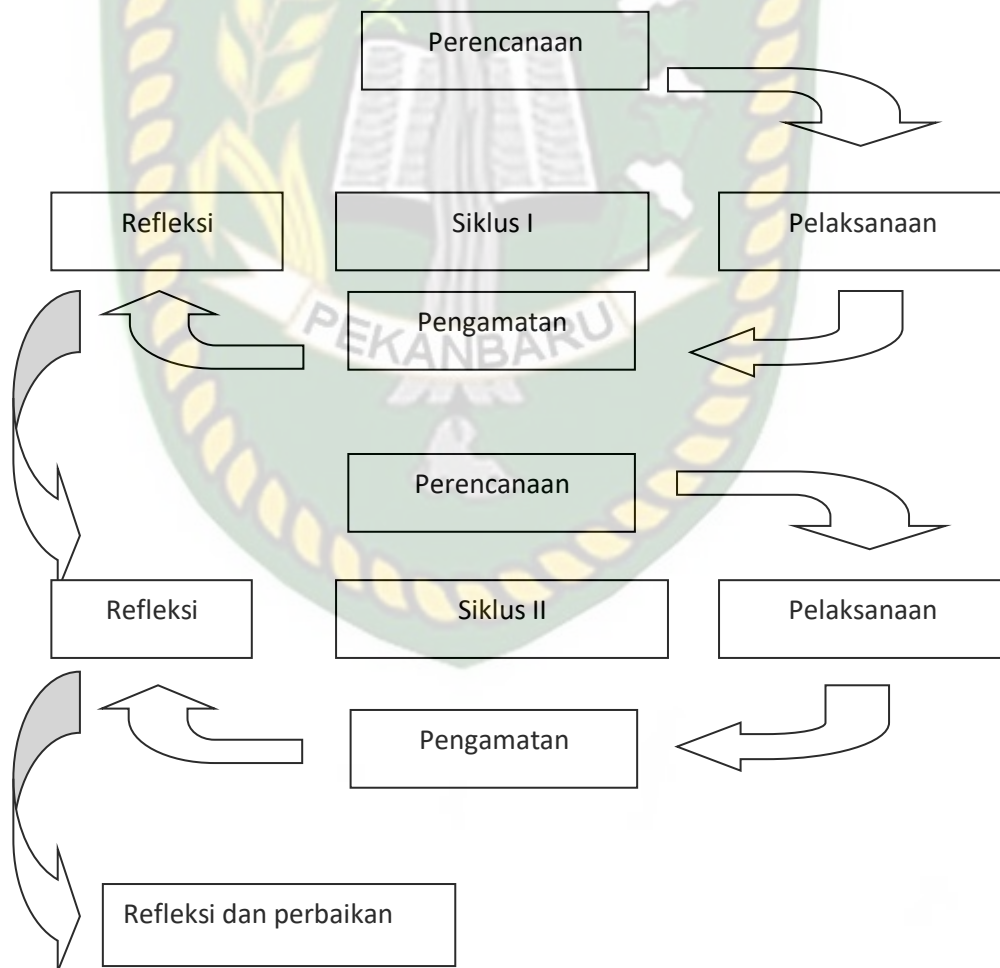 Perencanaan
Refleksi
Siklus I
Pelaksanaan
Pengamatan
PEKANBARU
Perencanaan
Refleksi
Siklus II
Pelaksanaan
Pengamatan
Refleksi dan perbaikan